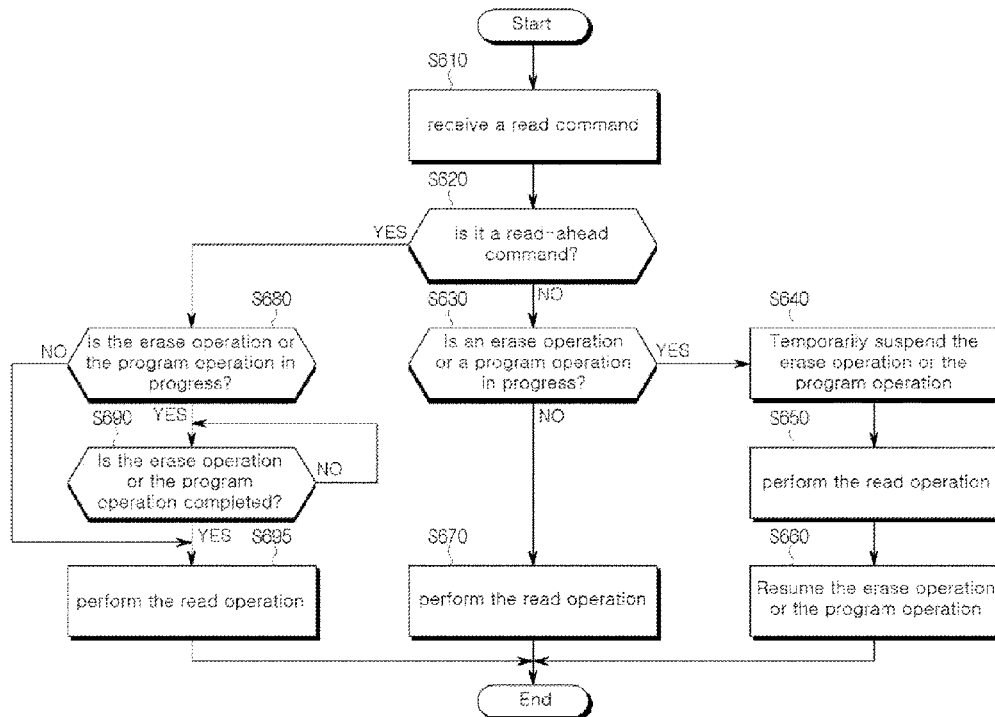 Start
S610
receive a read command
S620
YES
Is it a read-ahead
command?
NO
S680
NO
Is the erase operation or
the program operation in
progress?
YES
S630
Is an erase operation
or a program operation
in progress?
YES
NO
S640
Temporarily suspend the
erase operation or the
program operation
S690
Is the erase operation
or the program
operation completed?
NO
YES
S650
perform the read operation
S695
perform the read operation
S670
perform the read operation
S660
Resume the erase operation
or the program operation
End